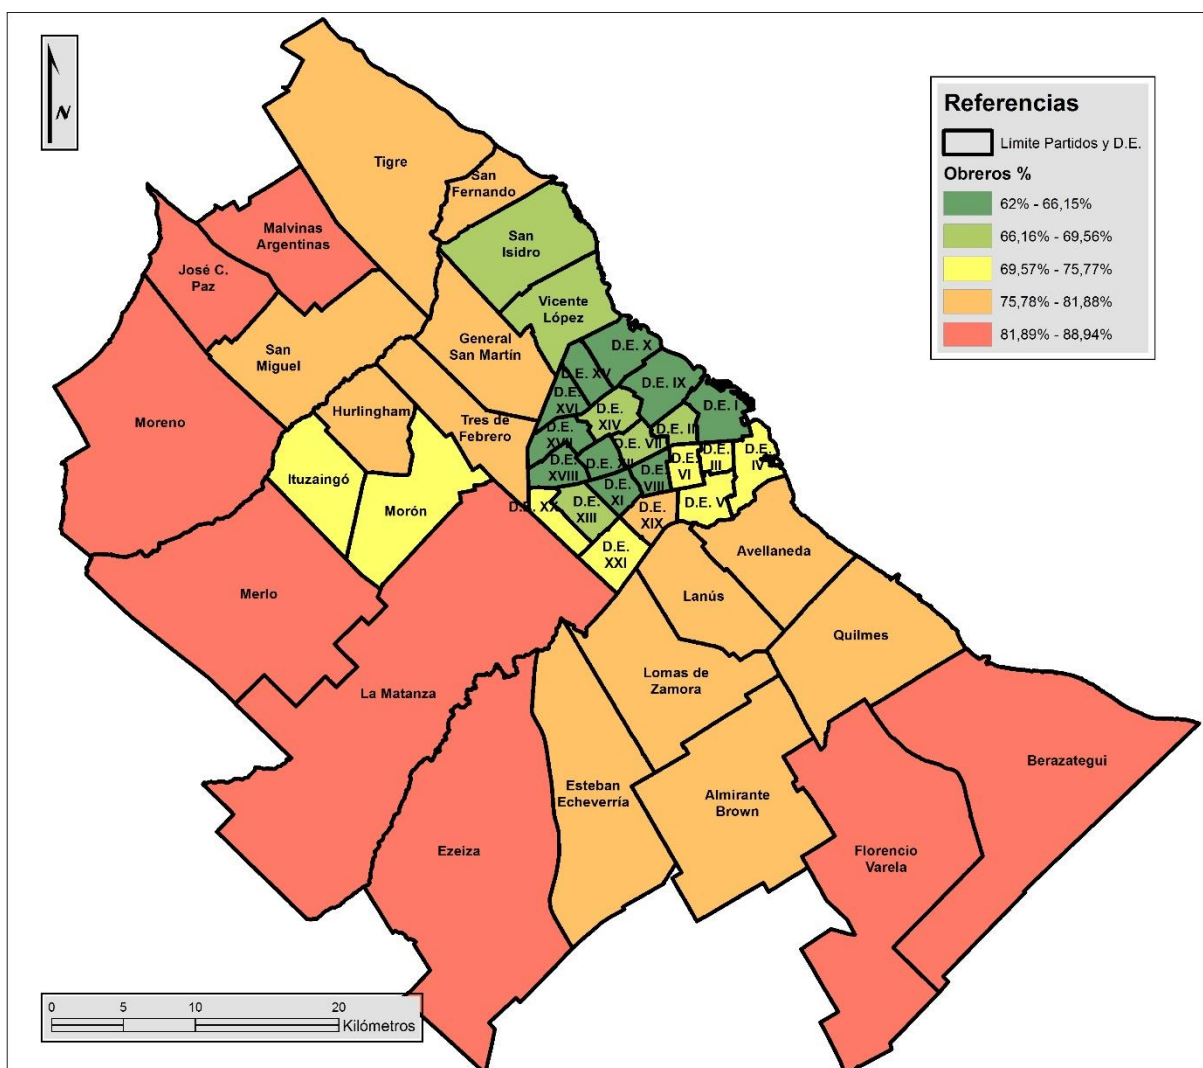 N
Referencias
Límite Partidos y D.E.
Obreros %
62% - 66,15%
66,16% - 69,56%
69,57% - 75,77%
75,78% - 81,88%
81,89% - 88,94%
Tigre
San
Fernando
Malvinas
Argentinas
San
Isidro
José C.
Paz
Vicente
López
General
San Martín
San
Miguel
D.E. X
D.E. XV
D.E. IX
D.E.
XVI
D.E. I
Hurlingham
D.E.
XIV
Moreno
Tres de
Febrero
D.E. II
D.E.
XVII
D.E. VII
D.E.
III
D.E.
IV
D.E. XII
D.E.
VI
D.E.
XVIII
D.E.
VIII
Ituzaingó
D.E.
XI
Morón
D.E. XX
D.E.
XIII
D.E. V
D.E.
XIX
D.E.
XXI
Avellaneda
Merlo
Lanús
Quilmes
Lomas de
Zamora
La Matanza
Berazategui
Esteban
Echeverría
Almirante
Brown
Ezeiza
Florencio
Varela
0 5 10 20
Kilómetros